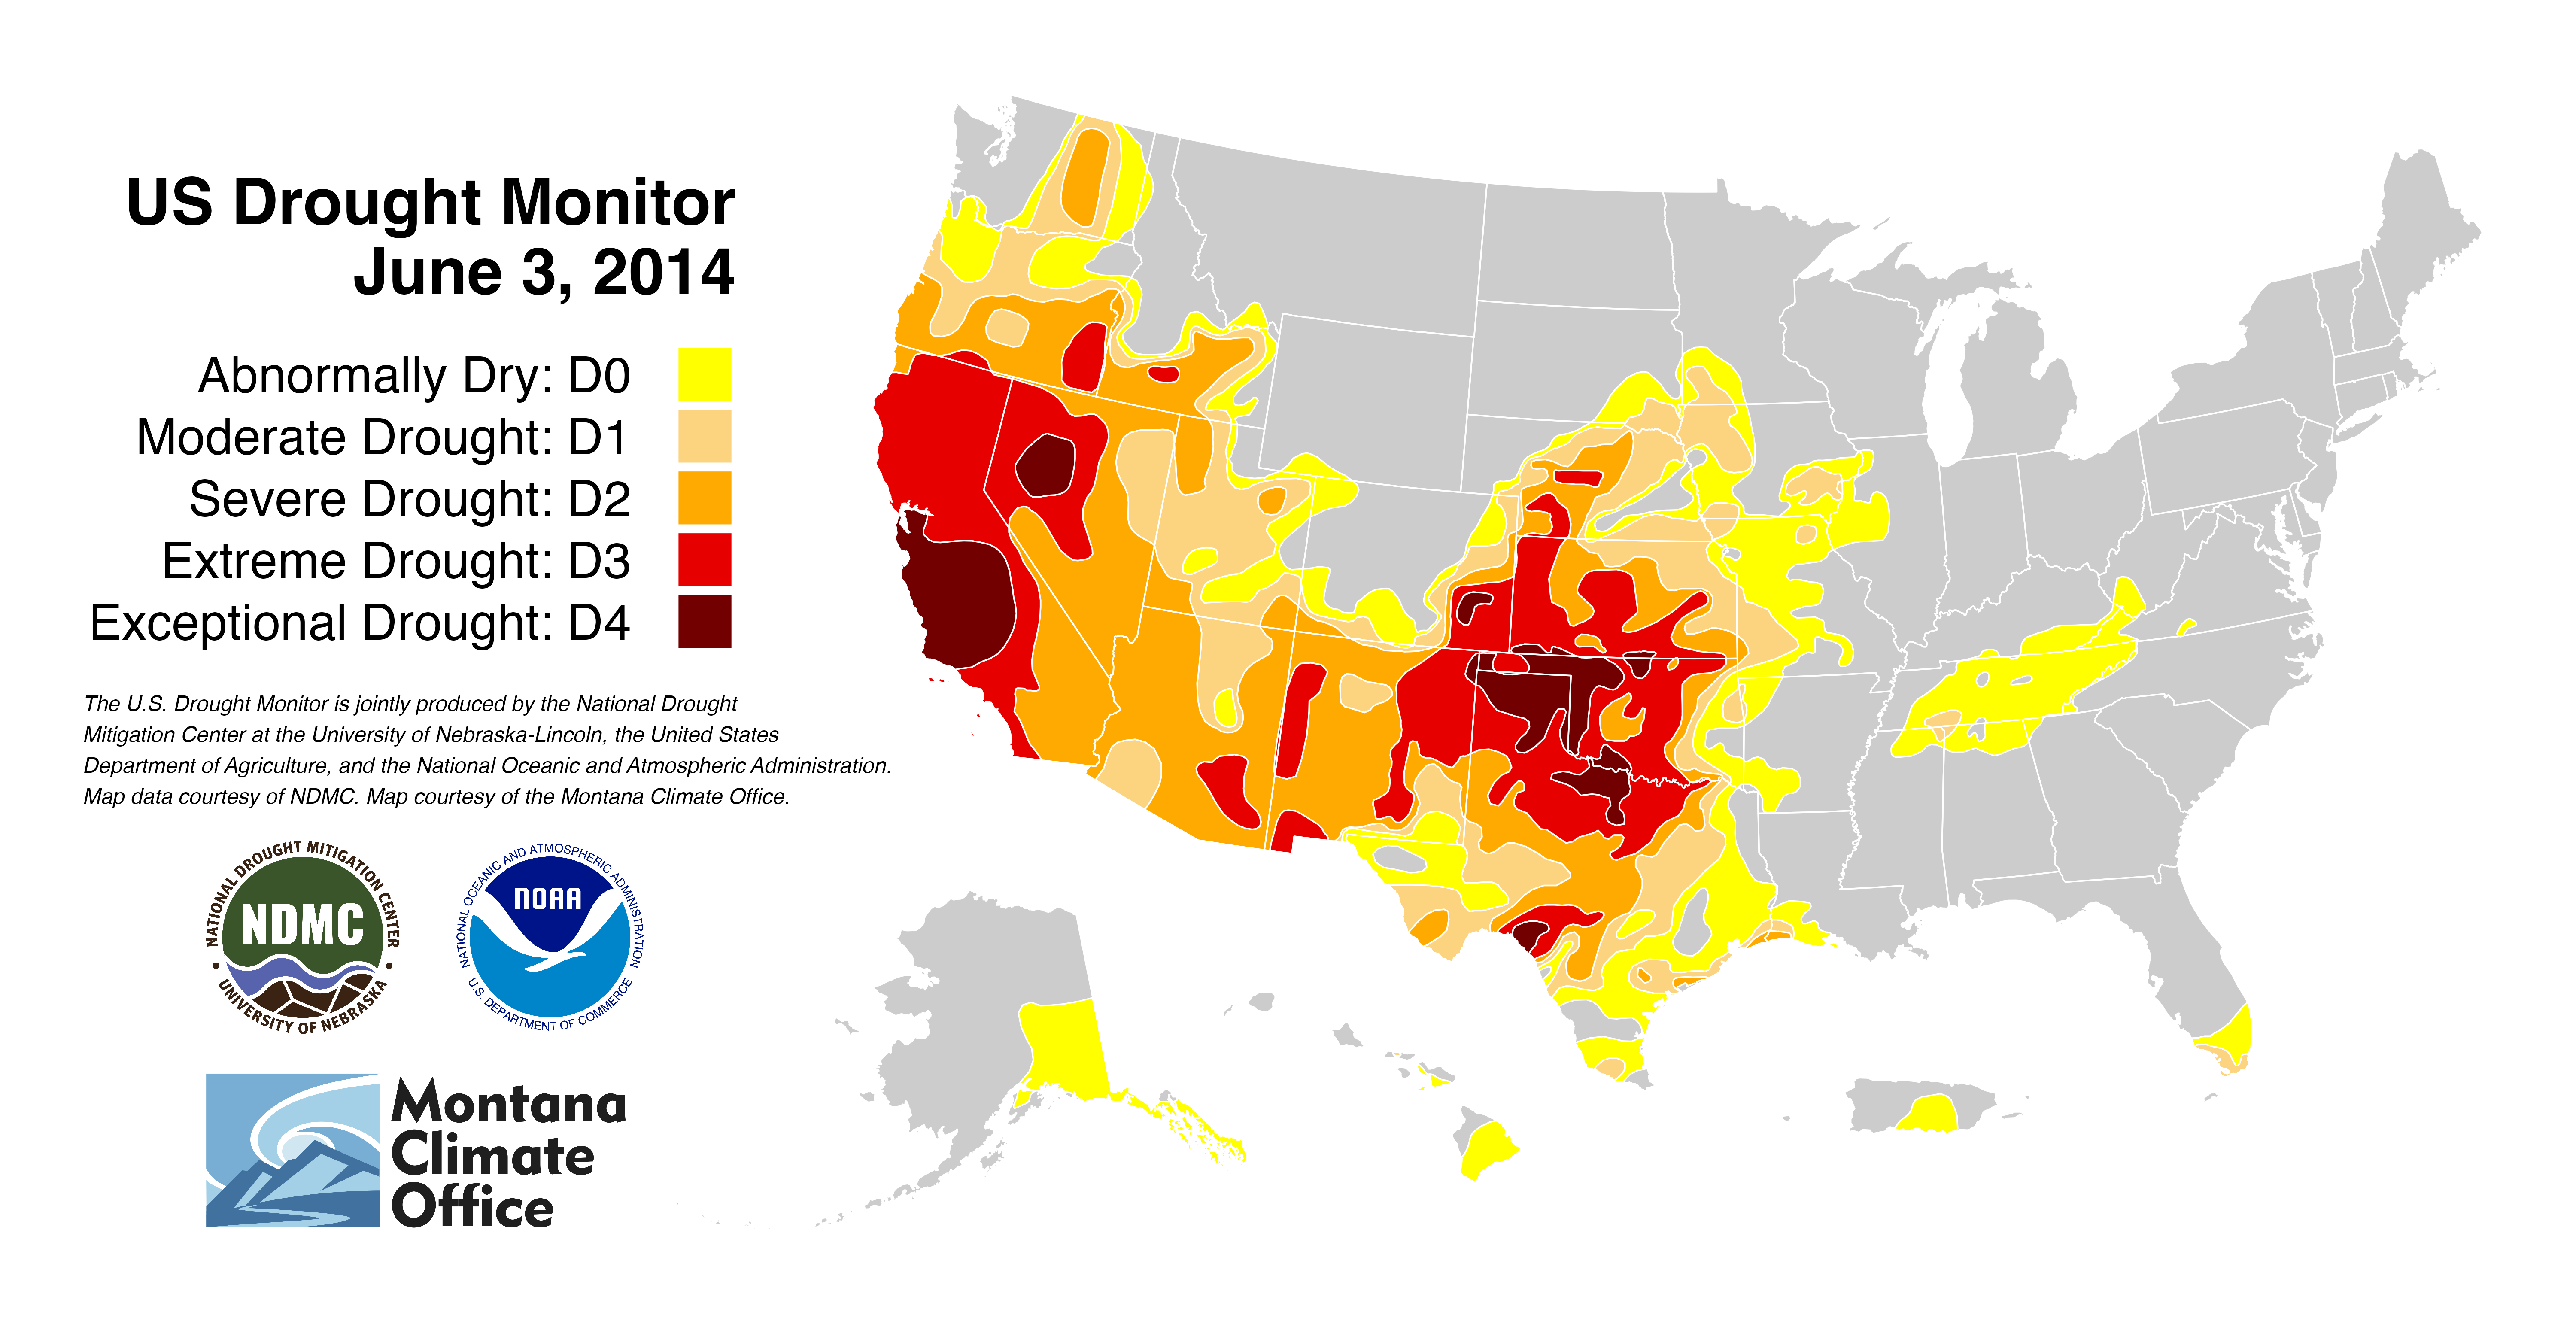 US Drought Monitor
June 3, 2014
Abnormally Dry: D0
Moderate Drought: D1
Severe Drought: D2
Extreme Drought: D3
Exceptional Drought: D4
The U.S. Drought Monitor is jointly produced by the National Drought
Mitigation Center at the University of Nebraska-Lincoln, the United States
Department of Agriculture, and the National Oceanic and Atmospheric Administration.
Map data courtesy of NDMC. Map courtesy of the Montana Climate Office.
NATIONAL DROUGHT MITIGATION CENTER
NDMC
• UNIVERSITY OF NEBRASKA •
NATIONAL OCEANIC AND ATMOSPHERIC ADMINISTRATION
NOAA
U.S. DEPARTMENT OF COMMERCE
Montana
Climate
Office